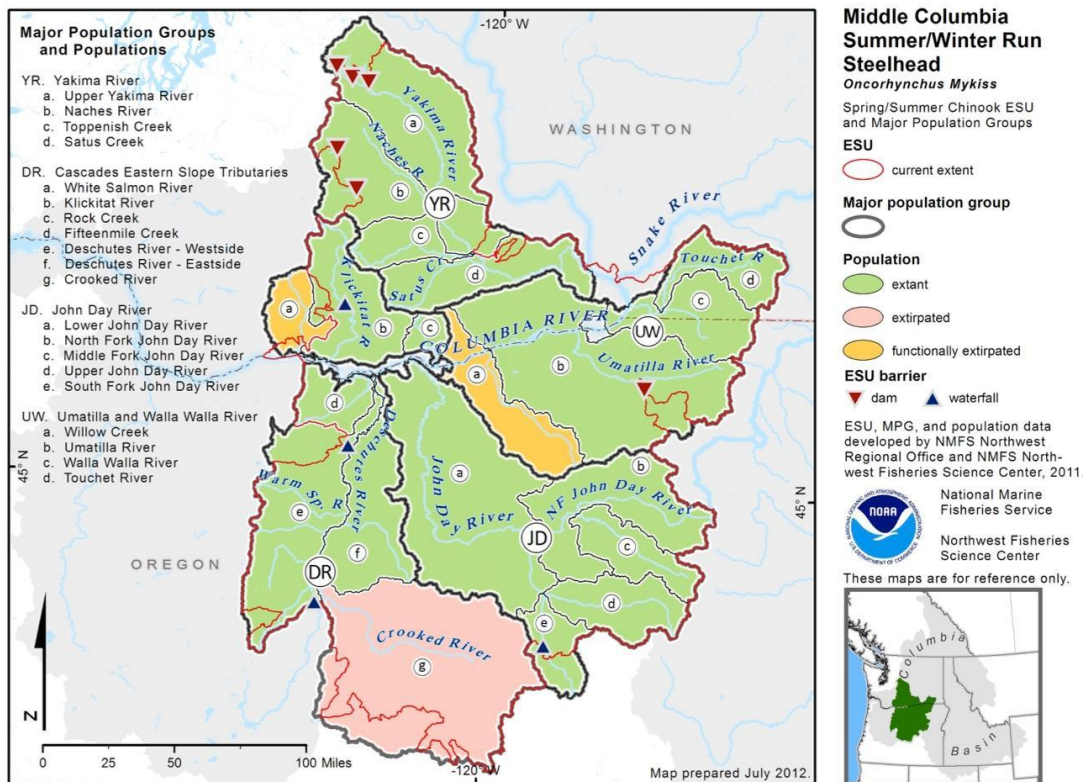 Major Population Groups
and Populations
YR. Yakima River
a. Upper Yakima River
b. Naches River
c. Toppenish Creek
d. Satus Creek
DR. Cascades Eastern Slope Tributaries
a. White Salmon River
b. Klickitat River
c. Rock Creek
d. Fifteenmile Creek
e. Deschutes River - Westside
f. Deschutes River - Eastside
g. Crooked River
JD. John Day River
a. Lower John Day River
b. North Fork John Day River
c. Middle Fork John Day River
d. Upper John Day River
e. South Fork John Day River
UW. Umatilla and Walla Walla River
a. Willow Creek
b. Umatilla River
c. Walla Walla River
d. Touchet River
-120° W
WASHINGTON
Yakima River
a
Naches R
b
YR
c
Satus Cr
d
Snake River
Touchet R
d
c
UW
Klickitat R
a
b
c
COLUMBIA RIVER
a
b
Umatilla River
d
Deschutes River
Warm Sp. R
e
f
DR
a
John Day River
b
NF John Day River
JD
c
d
e
Crooked River
g
OREGON
45° N
45° N
N
0 25 50 100 Miles
-120° W
Map prepared July 2012.
Middle Columbia
Summer/Winter Run
Steelhead
Oncorhynchus Mykiss
Spring/Summer Chinook ESU
and Major Population Groups
ESU
current extent
Major population group
Population
extant
extirpated
functionally extirpated
ESU barrier
dam waterfall
ESU, MPG, and population data
developed by NMFS Northwest
Regional Office and NMFS North-
west Fisheries Science Center, 2011.
NATIONAL OCEANIC AND ATMOSPHERIC ADMINISTRATION
NOAA
U.S. DEPARTMENT OF COMMERCE
National Marine
Fisheries Service
Northwest Fisheries
Science Center
These maps are for reference only.
Columbia
Basin